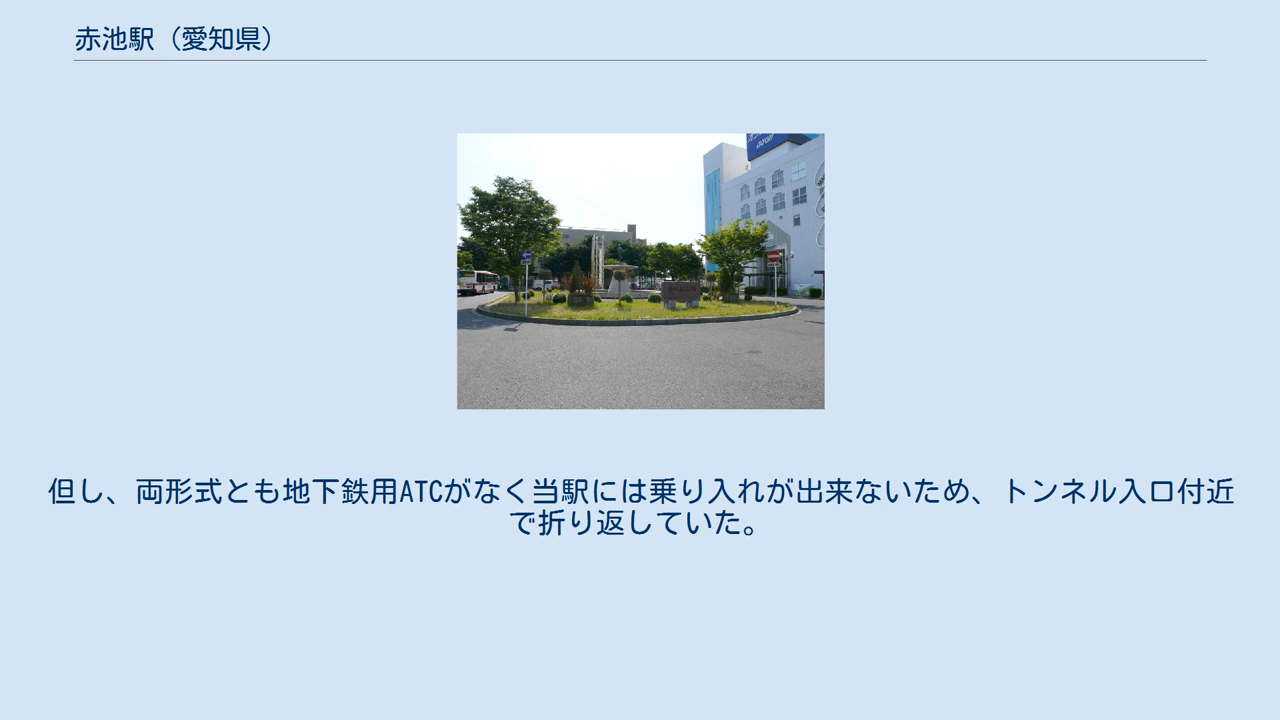 赤池駅（愛知県）
但し、両形式とも地下鉄用ATCがなく当駅には乗り入れが出来ないため、トンネル入口付近
で折り返していた。